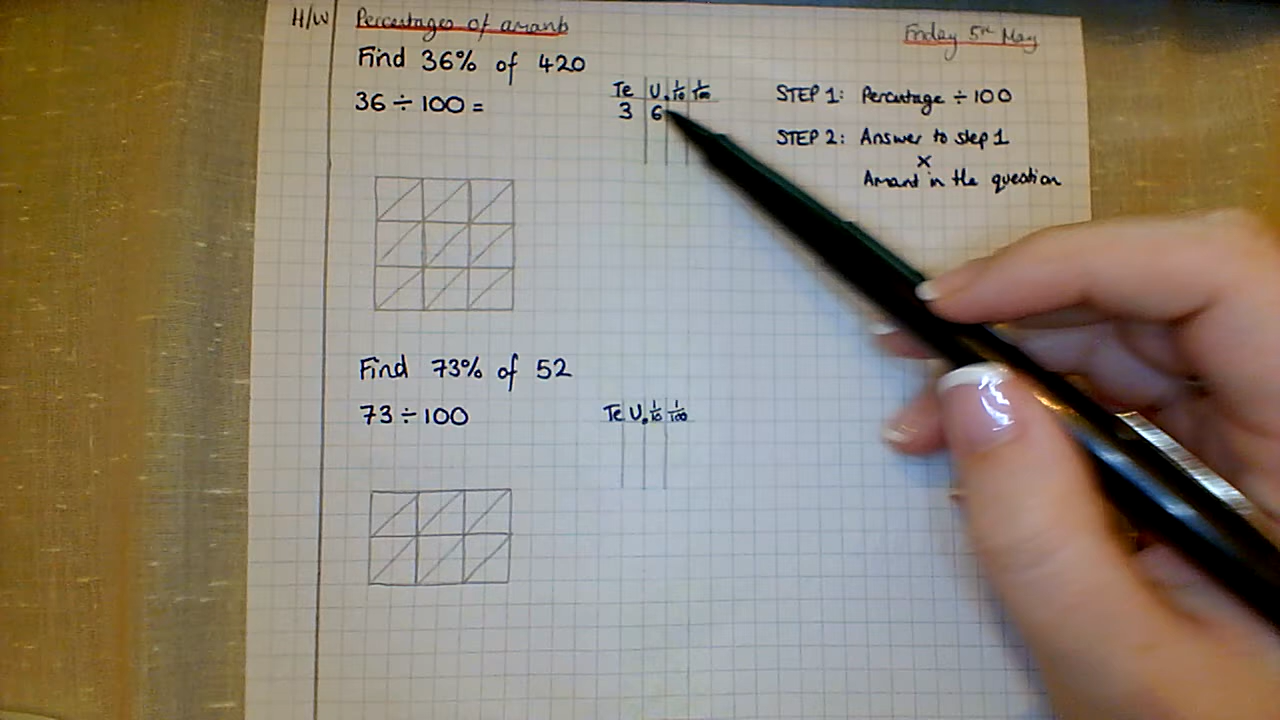 H/W Percentages of amounts
Friday 5th May
Find 36% of 420
36 ÷ 100 =
Te U . 1/10 1/100
3 6
STEP 1: Percentage ÷ 100
STEP 2: Answer to step 1
×
Amount in the question
Find 73% of 52
73 ÷ 100
Te U . 1/10 1/100